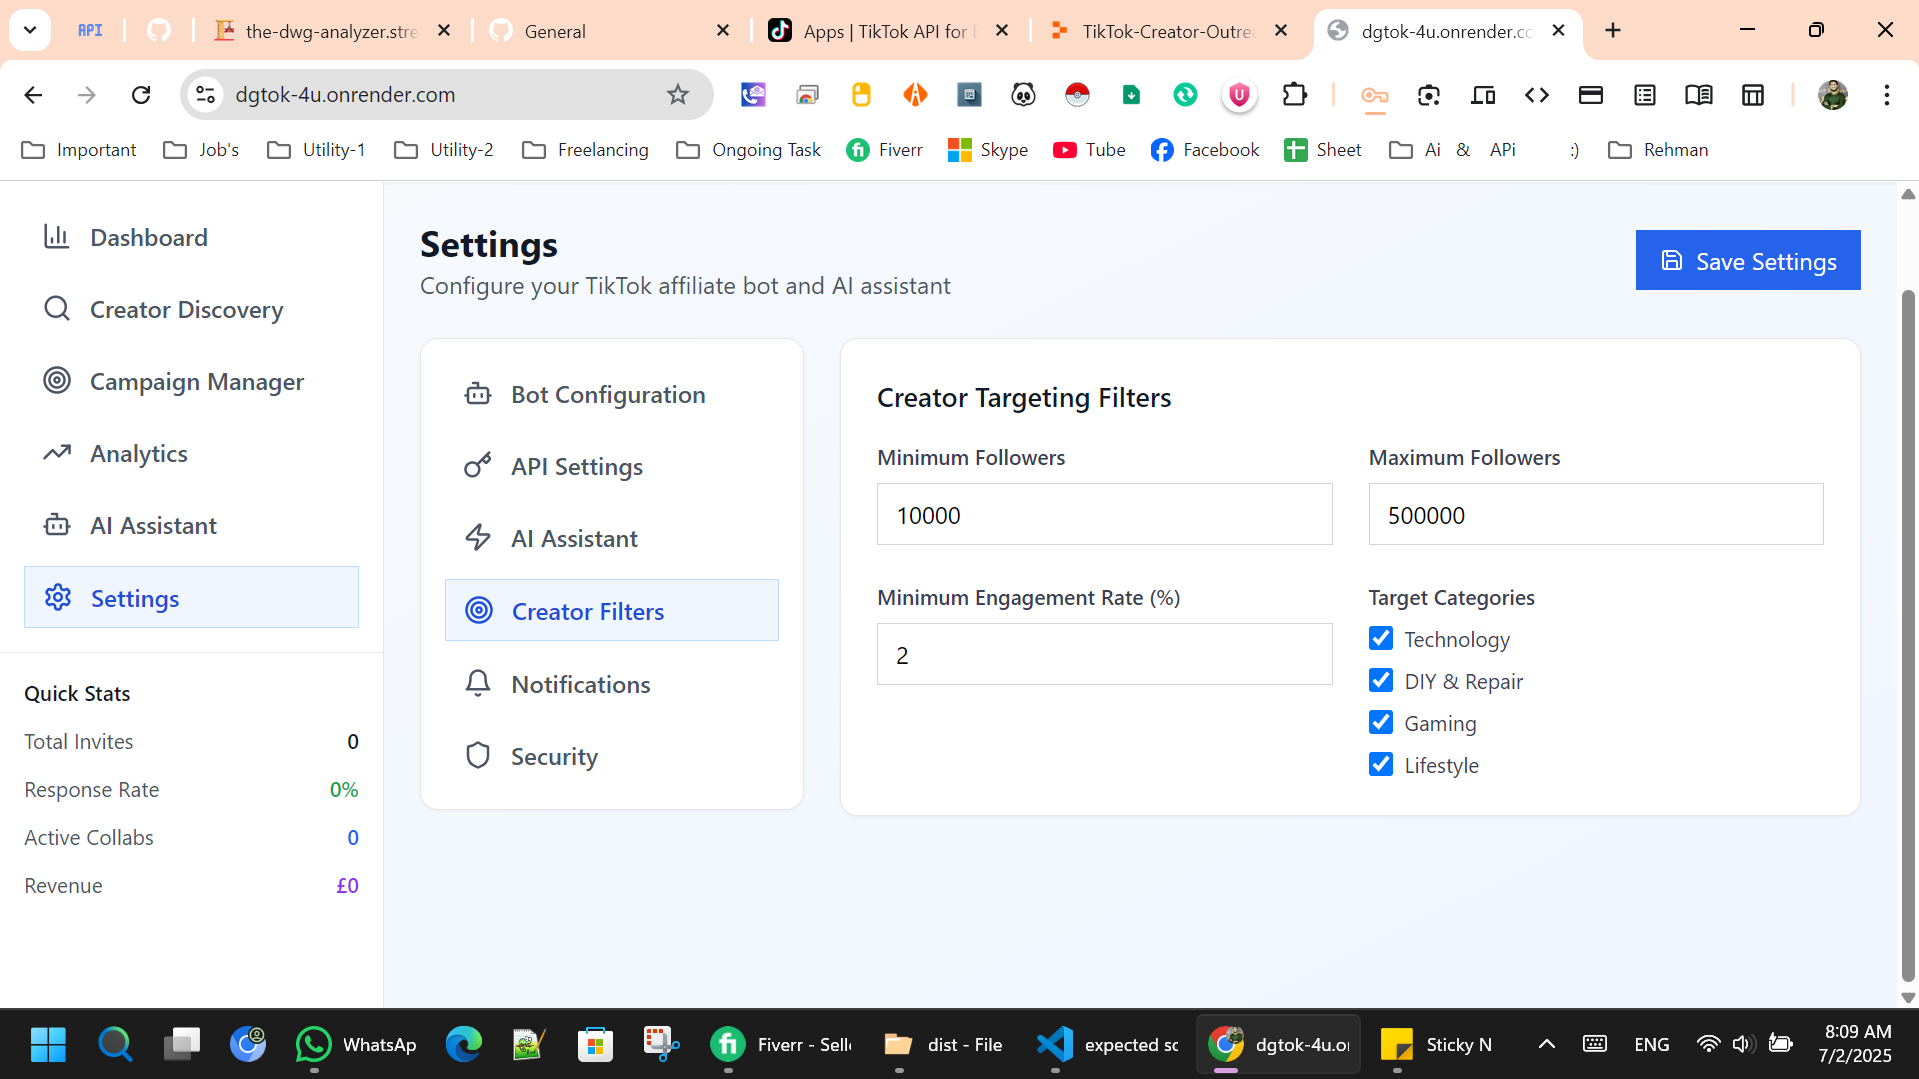 API
the-dwg-analyzer.stre
General
Apps | TikTok API for
TikTok-Creator-Outre
dgtok-4u.onrender.co
dgtok-4u.onrender.com
Important
Job's
Utility-1
Utility-2
Freelancing
Ongoing Task
Fiverr
Skype
Tube
Facebook
Sheet
Ai & APi :)
Rehman
Dashboard
Creator Discovery
Campaign Manager
Analytics
AI Assistant
Settings
Quick Stats
Total Invites 0
Response Rate 0%
Active Collabs 0
Revenue £0
Settings
Configure your TikTok affiliate bot and AI assistant
Save Settings
Bot Configuration
API Settings
AI Assistant
Creator Filters
Notifications
Security
Creator Targeting Filters
Minimum Followers
10000
Maximum Followers
500000
Minimum Engagement Rate (%)
2
Target Categories
Technology
DIY & Repair
Gaming
Lifestyle
WhatsApp
Fiverr - Selle
dist - File
expected sc
dgtok-4u.o
Sticky N
ENG
8:09 AM
7/2/2025